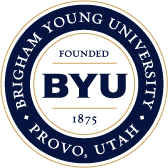 BRIGHAM YOUNG UNIVERSITY
FOUNDED
BYU
1875
PROVO, UTAH